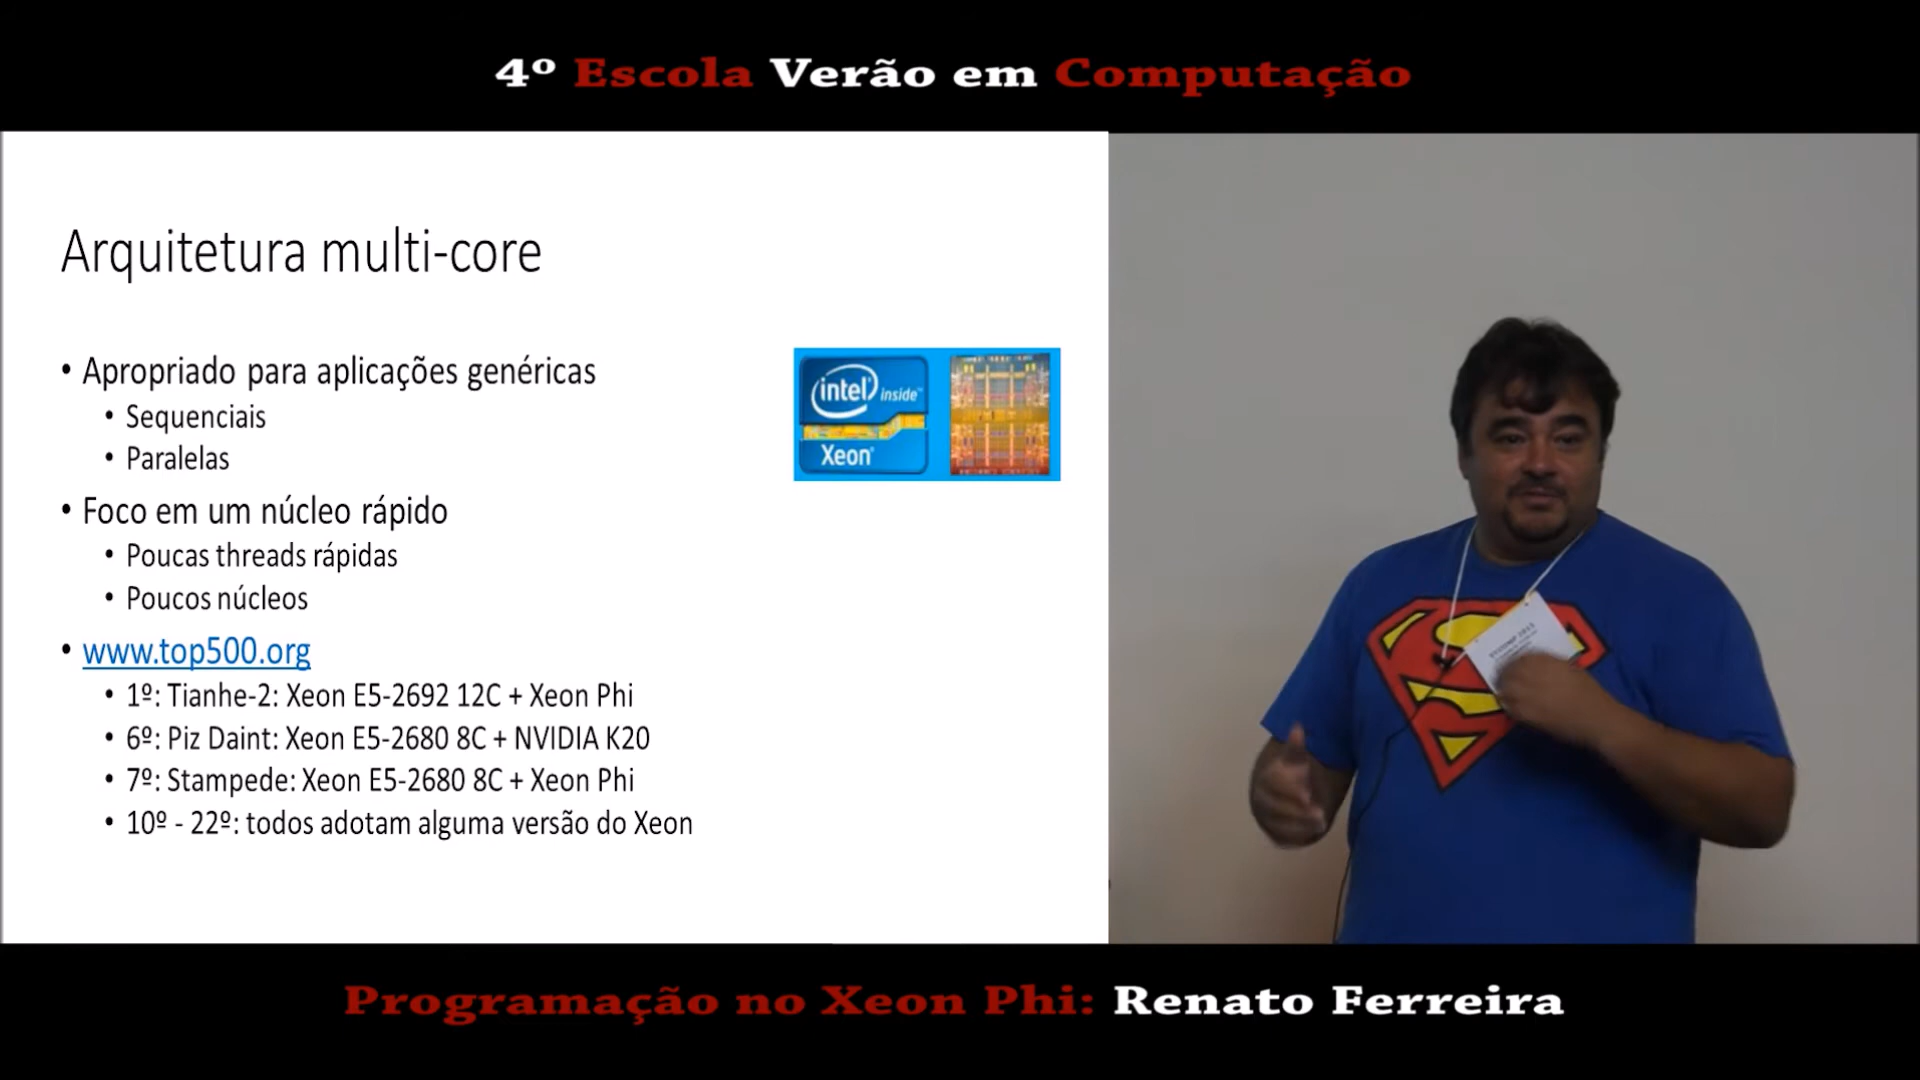 4º Escola Verão em Computação
Arquitetura multi-core
• Apropriado para aplicações genéricas
• Sequenciais
• Paralelas
• Foco em um núcleo rápido
• Poucas threads rápidas
• Poucos núcleos
• www.top500.org
• 1º: Tianhe-2: Xeon E5-2692 12C + Xeon Phi
• 6º: Piz Daint: Xeon E5-2680 8C + NVIDIA K20
• 7º: Stampede: Xeon E5-2680 8C + Xeon Phi
• 10º - 22º: todos adotam alguma versão do Xeon
intel inside™
Xeon®
Programação no Xeon Phi: Renato Ferreira